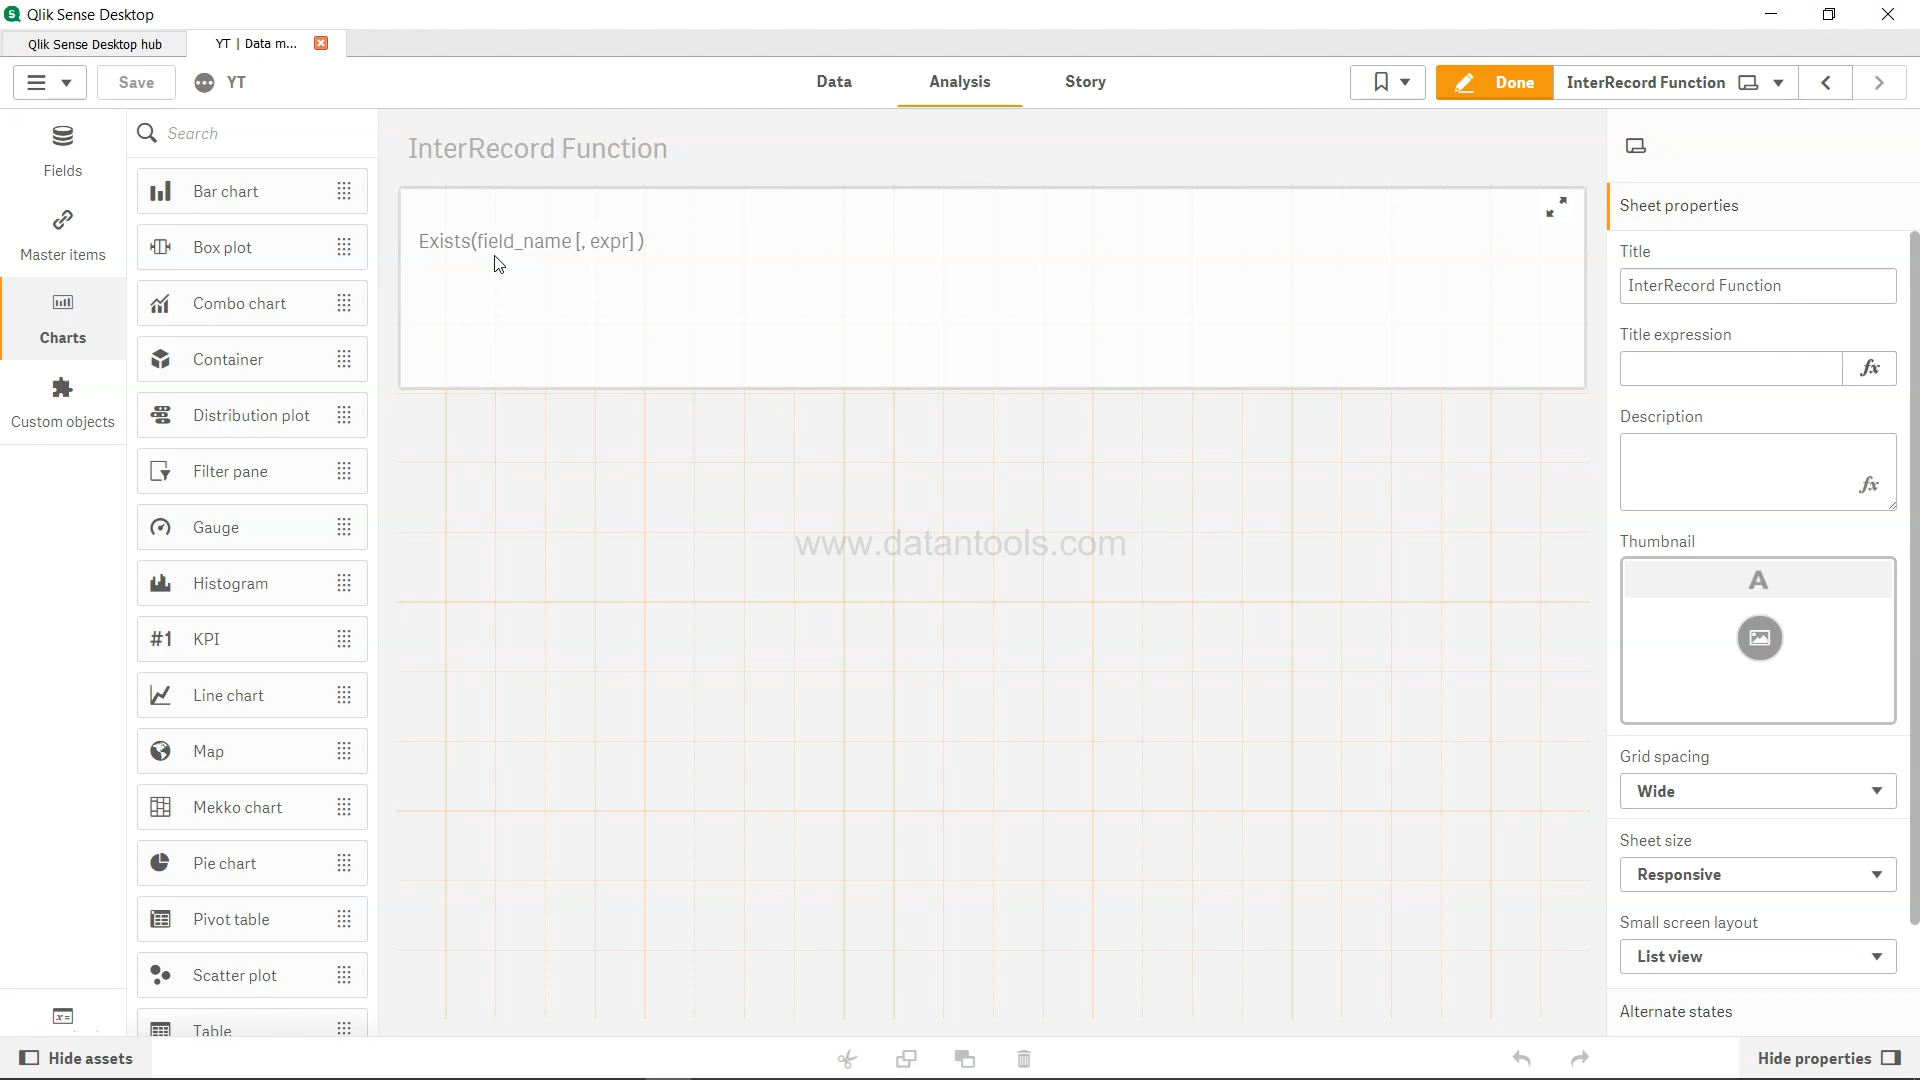 Qlik Sense Desktop
Qlik Sense Desktop hub
YT | Data m...
Save
YT
Data
Analysis
Story
Done
InterRecord Function
Fields
Master items
Charts
Custom objects
Search
Bar chart
Box plot
Combo chart
Container
Distribution plot
Filter pane
Gauge
Histogram
#1 KPI
Line chart
Map
Mekko chart
Pie chart
Pivot table
Scatter plot
Table
InterRecord Function
Exists(field_name [, expr] )
www.datantools.com
Sheet properties
Title
InterRecord Function
Title expression
fx
Description
fx
Thumbnail
A
Grid spacing
Wide
Sheet size
Responsive
Small screen layout
List view
Alternate states
Hide assets
Hide properties